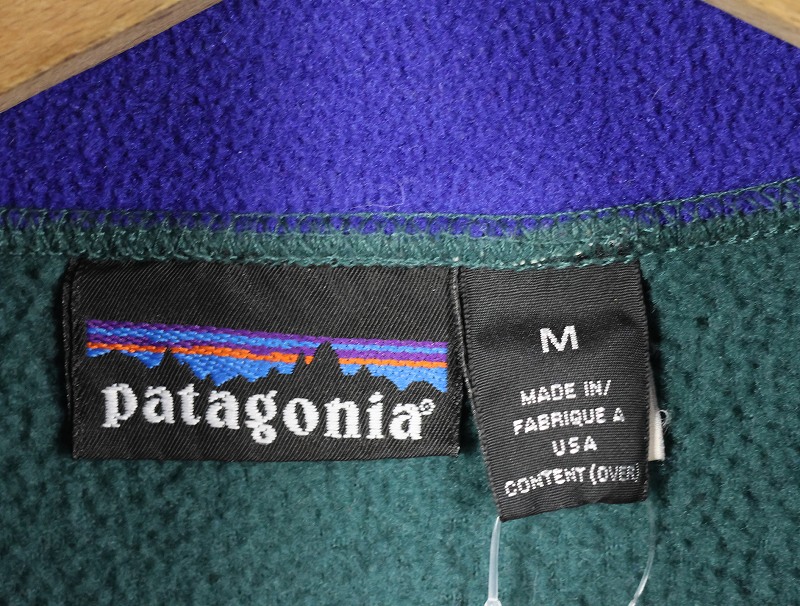 patagonia®
M
MADE IN/
FABRIQUE A
USA
CONTENT (OVER)